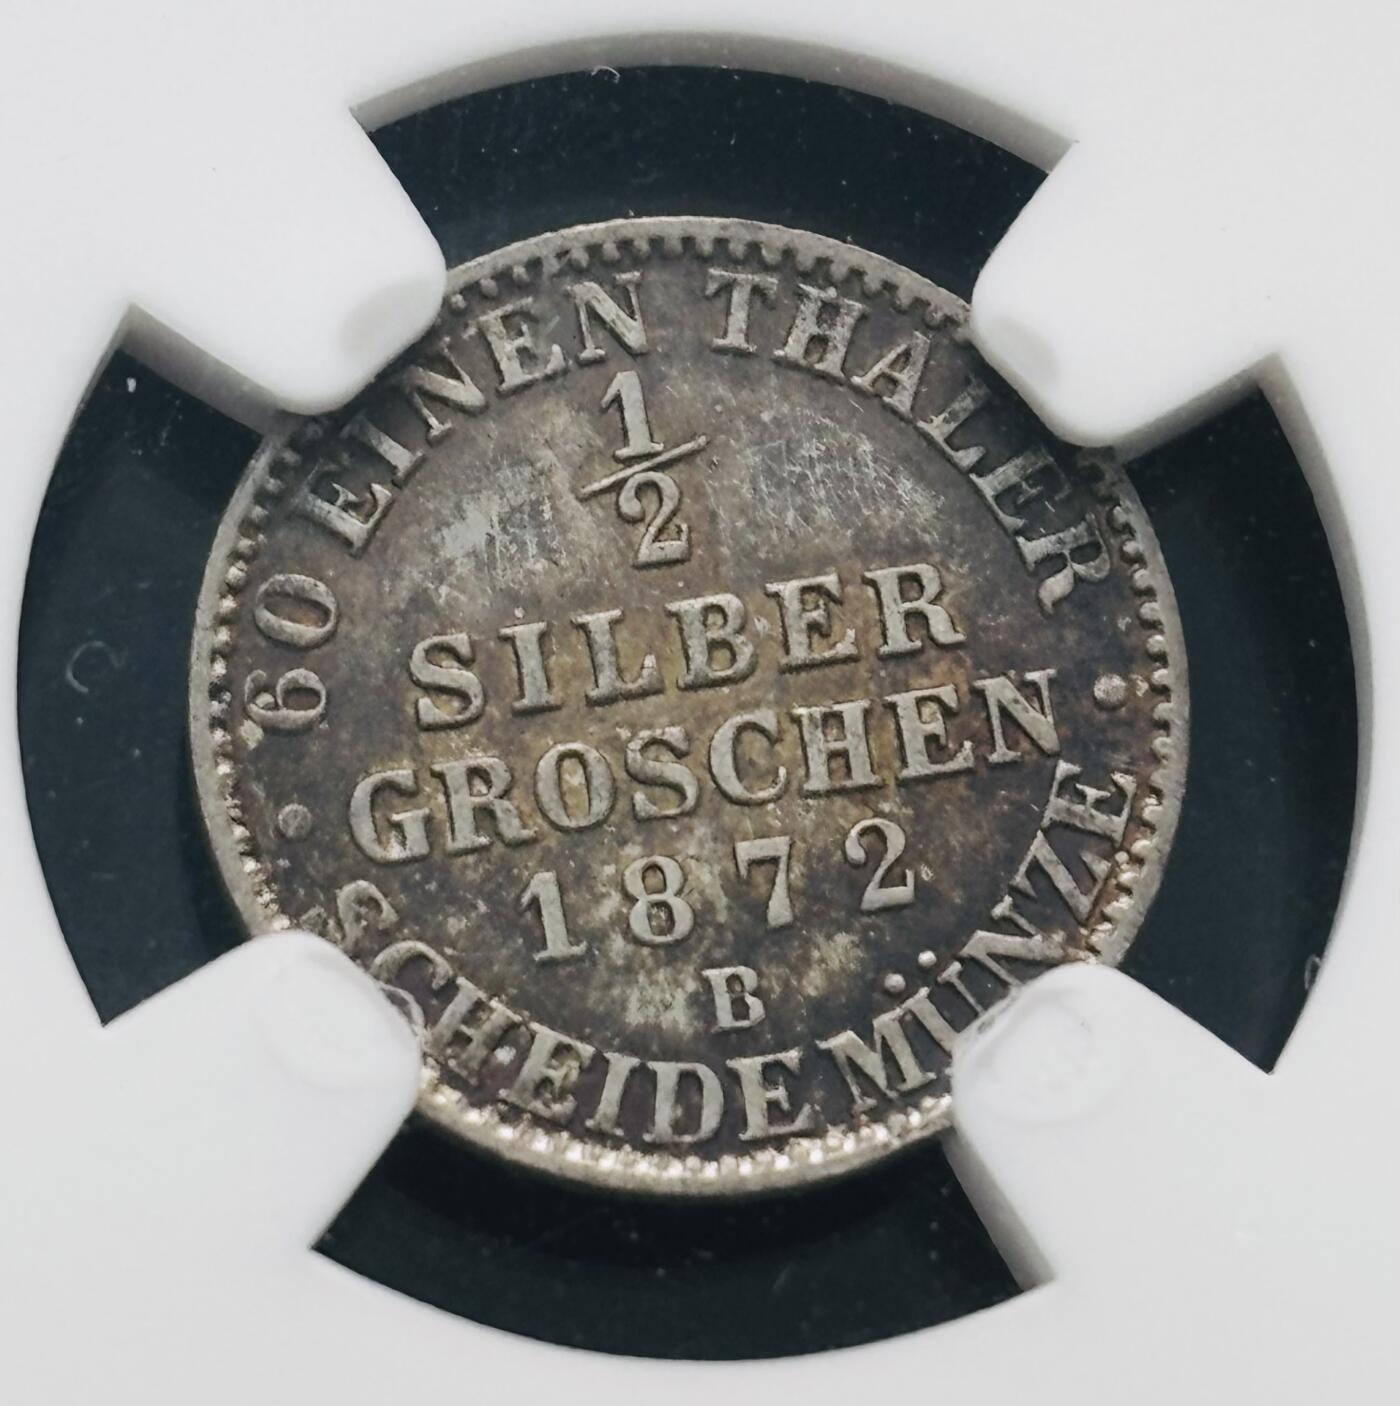 60 EINEN THALER
1/2
SILBER
GROSCHEN
1872
B
• SCHEIDEMÜNZE •